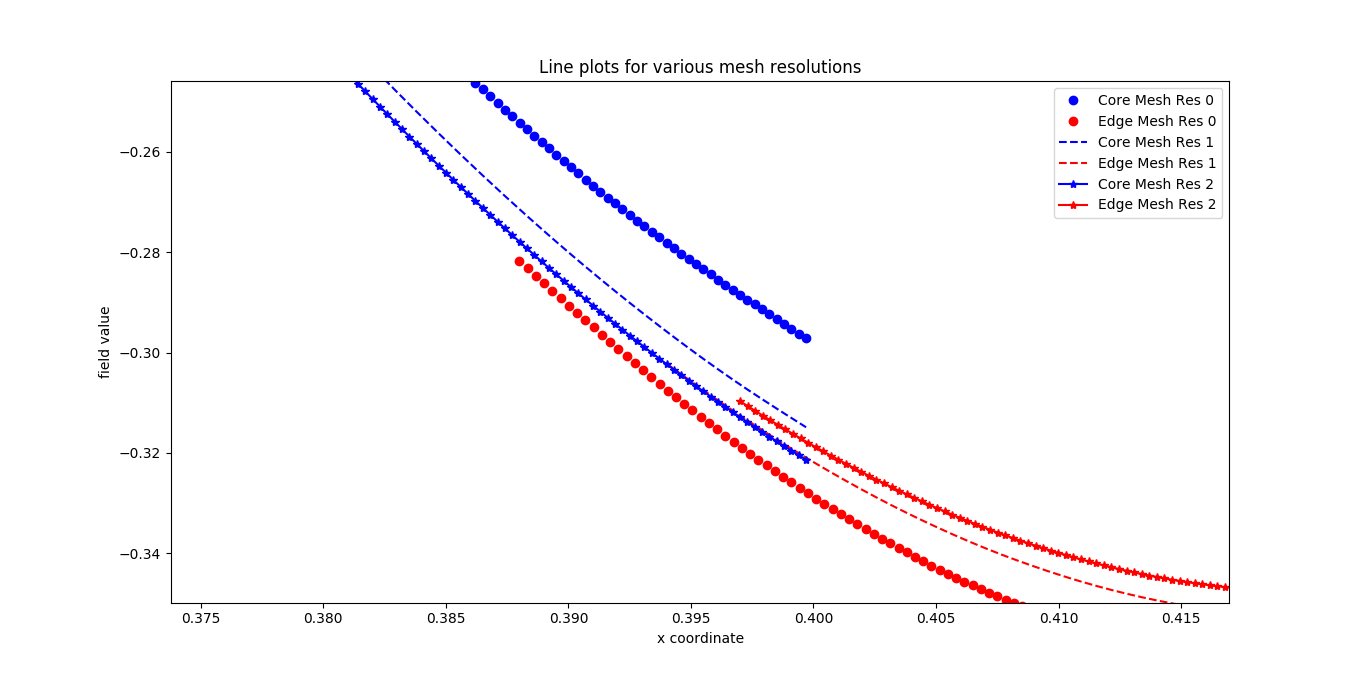 Line plots for various mesh resolutions
Core Mesh Res 0
Edge Mesh Res 0
Core Mesh Res 1
Edge Mesh Res 1
Core Mesh Res 2
Edge Mesh Res 2
−0.26
−0.28
−0.30
−0.32
−0.34
field value
0.375 0.380 0.385 0.390 0.395 0.400 0.405 0.410 0.415
x coordinate